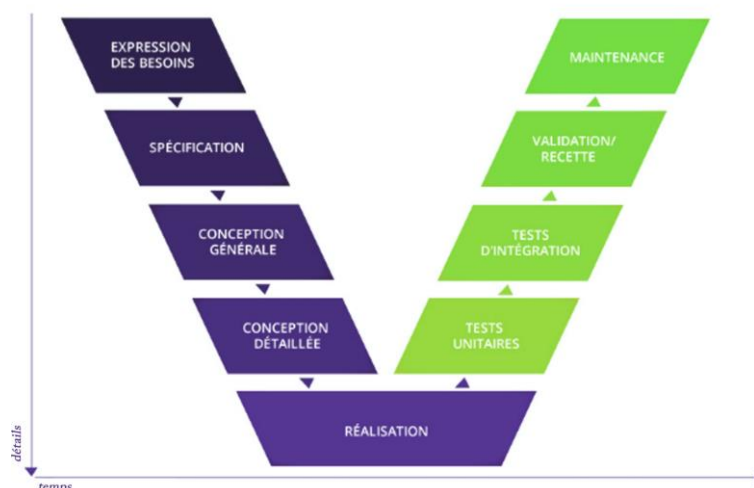 EXPRESSION
DES BESOINS
SPÉCIFICATION
CONCEPTION
GÉNÉRALE
CONCEPTION
DÉTAILLÉE
RÉALISATION
TESTS
UNITAIRES
TESTS
D'INTÉGRATION
VALIDATION/
RECETTE
MAINTENANCE
détails
temps